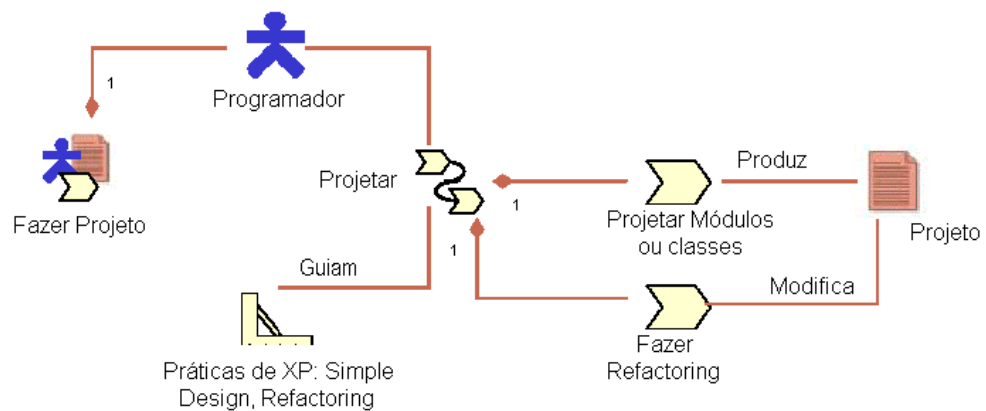 1
Programador
Fazer Projeto
Projetar
Produz
1
Projetar Módulos
ou classes
Projeto
1
Guiam
Modifica
Fazer
Refactoring
Práticas de XP: Simple
Design, Refactoring